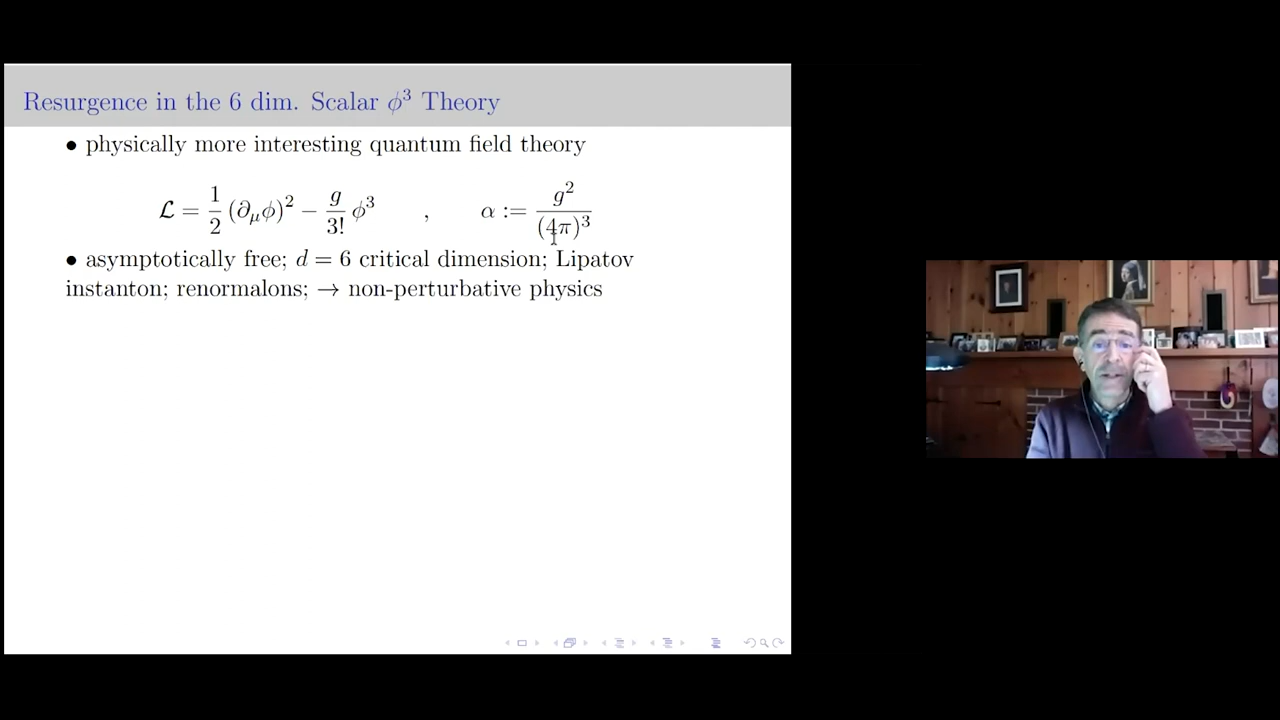 Resurgence in the 6 dim. Scalar ϕ³ Theory
• physically more interesting quantum field theory
ℒ = 1/2 (∂_μϕ)² − g/3! ϕ³ , α := g²/(4π)³
• asymptotically free; d = 6 critical dimension; Lipatov
instanton; renormalons; → non-perturbative physics